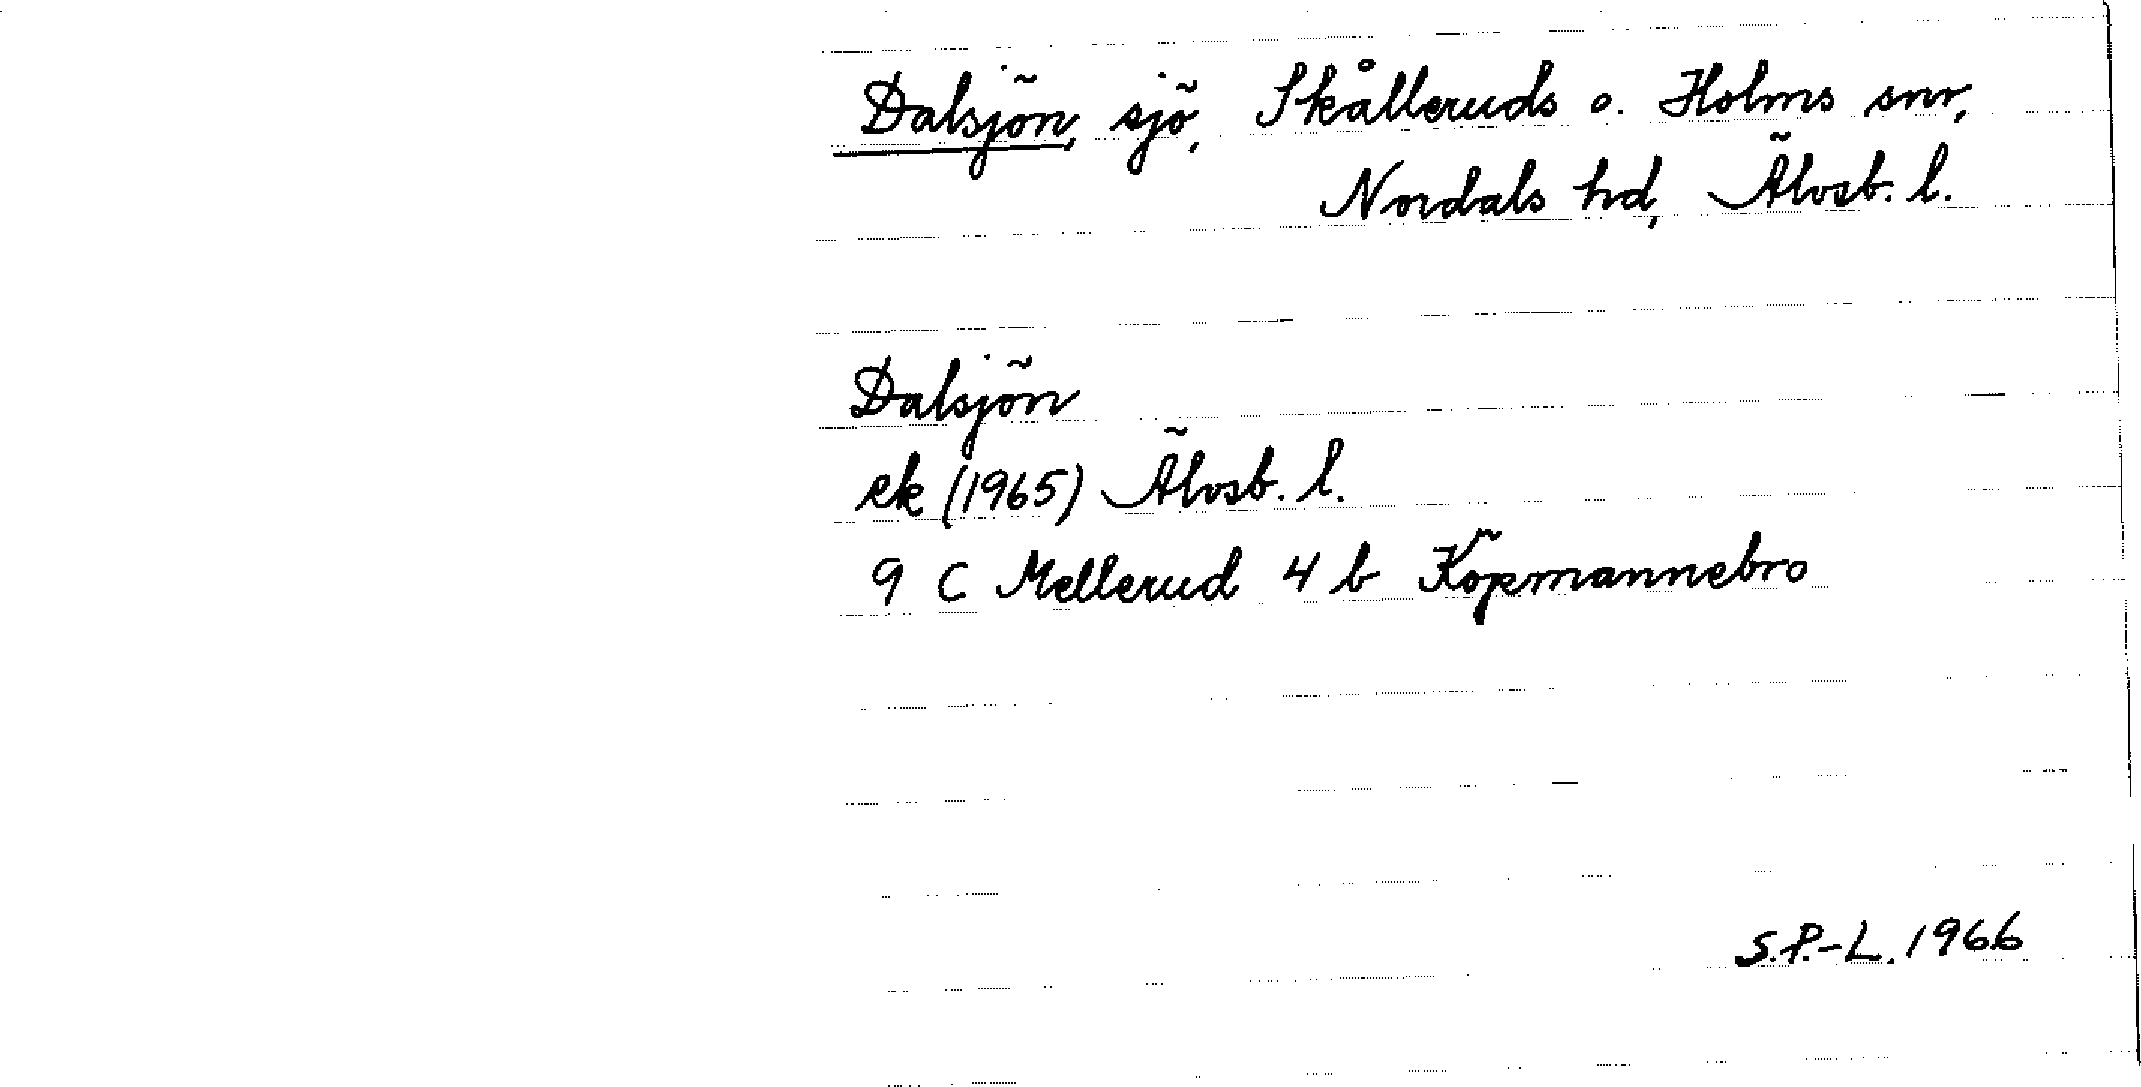 Dalsjön, sjö, Skålleruds o. Holms snr,
Nordals hd, Älvsb. l.
Dalsjön
ek (1965) Älvsb. l.
9 C Mellerud 4 b Köpmannebro
S.P.-L. 1966